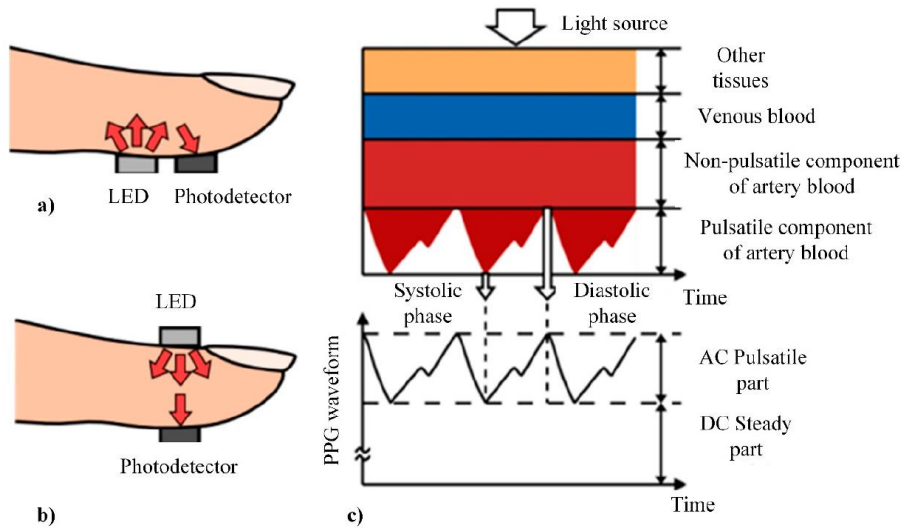 LED
Photodetector
a)
LED
Photodetector
b)
Light source
Other
tissues
Venous blood
Non-pulsatile component
of artery blood
Pulsatile component
of artery blood
Time
Systolic
phase
Diastolic
phase
PPG waveform
AC Pulsatile
part
DC Steady
part
Time
c)